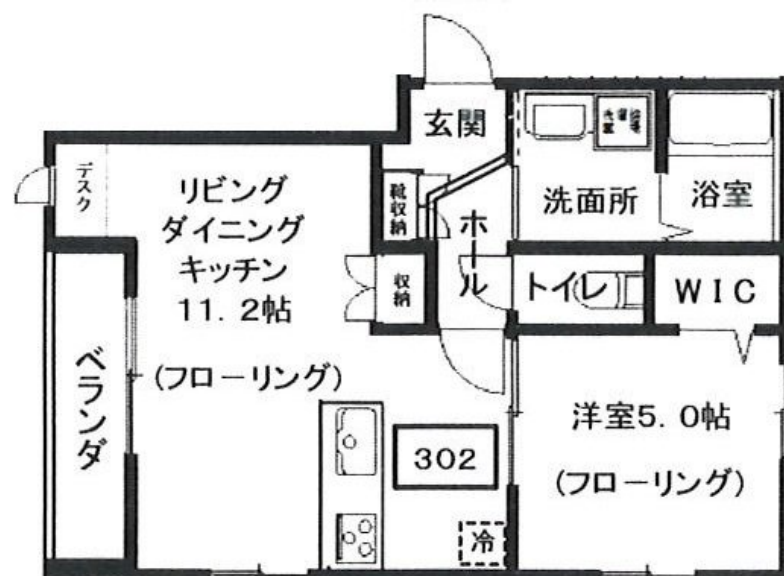 玄関
デスク
リビング
ダイニング
キッチン
11.2帖
(フローリング)
靴収納
収納
ホール
洗面所
浴室
トイレ
WIC
ベランダ
302
冷
洋室5.0帖
(フローリング)